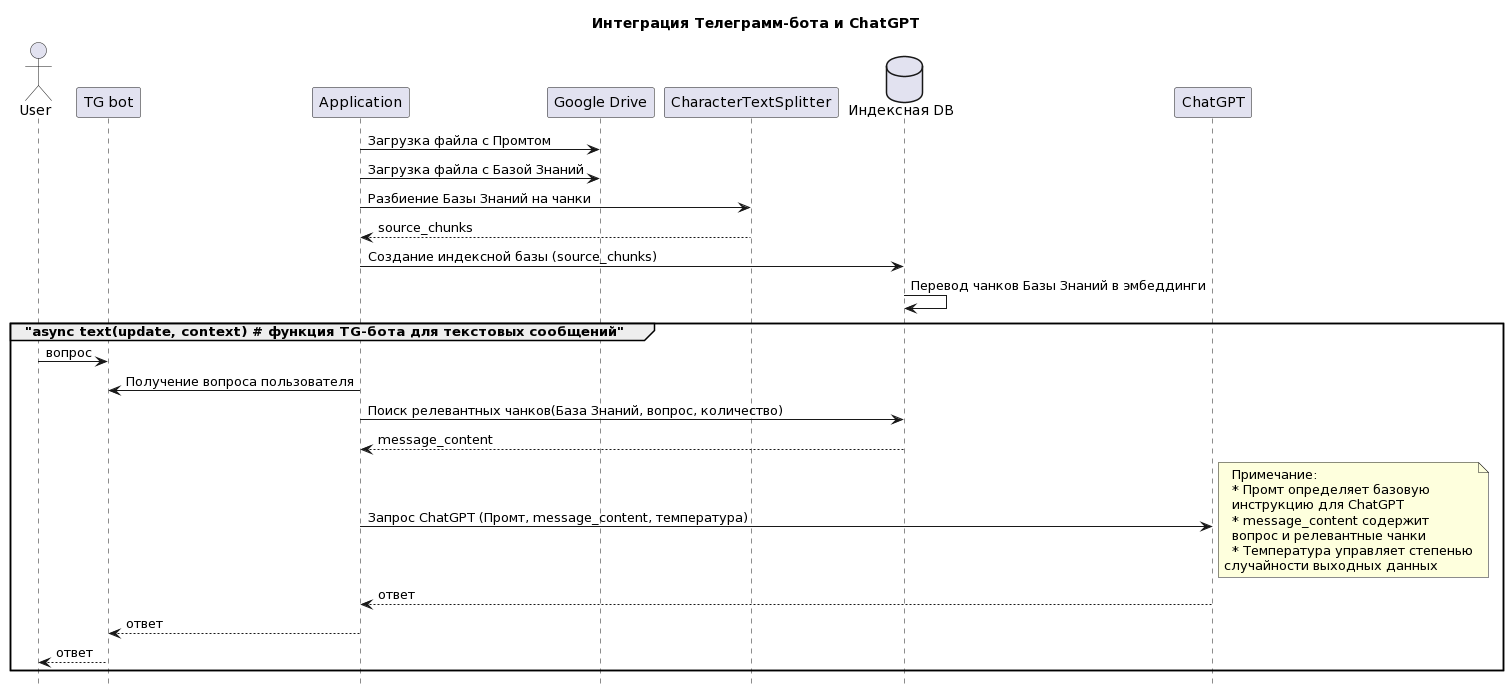 Интеграция Телеграмм-бота и ChatGPT
User
TG bot
Application
Google Drive
CharacterTextSplitter
Индексная DB
ChatGPT
Загрузка файла с Промтом
Загрузка файла с Базой Знаний
Разбиение Базы Знаний на чанки
source_chunks
Создание индексной базы (source_chunks)
Перевод чанков Базы Знаний в эмбеддинги
"async text(update, context) # функция TG-бота для текстовых сообщений"
вопрос
Получение вопроса пользователя
Поиск релевантных чанков(База Знаний, вопрос, количество)
message_content
Запрос ChatGPT (Промт, message_content, температура)
Примечание:
* Промт определяет базовую
инструкцию для ChatGPT
* message_content содержит
вопрос и релевантные чанки
* Температура управляет степенью
случайности выходных данных
ответ
ответ
ответ